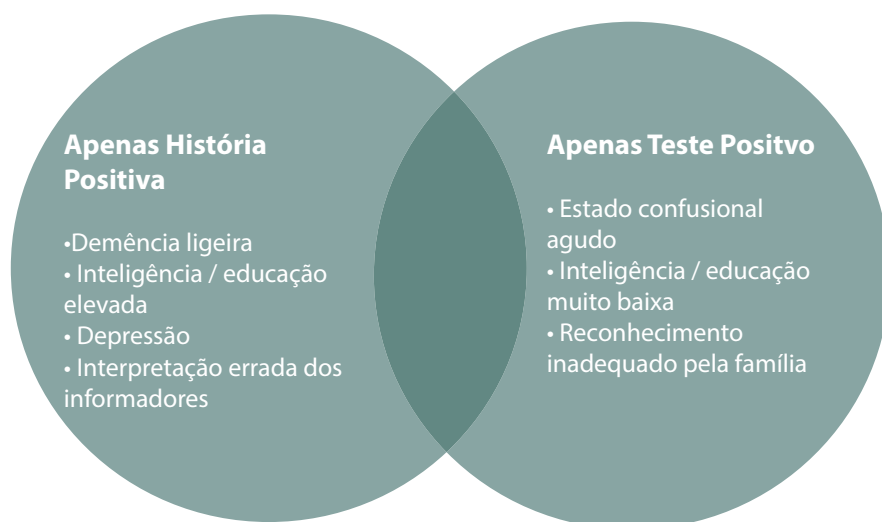 Apenas História
Positiva
•Demência ligeira
• Inteligência / educação
elevada
• Depressão
• Interpretação errada dos
informadores
Apenas Teste Positvo
• Estado confusional
agudo
• Inteligência / educação
muito baixa
• Reconhecimento
inadequado pela família